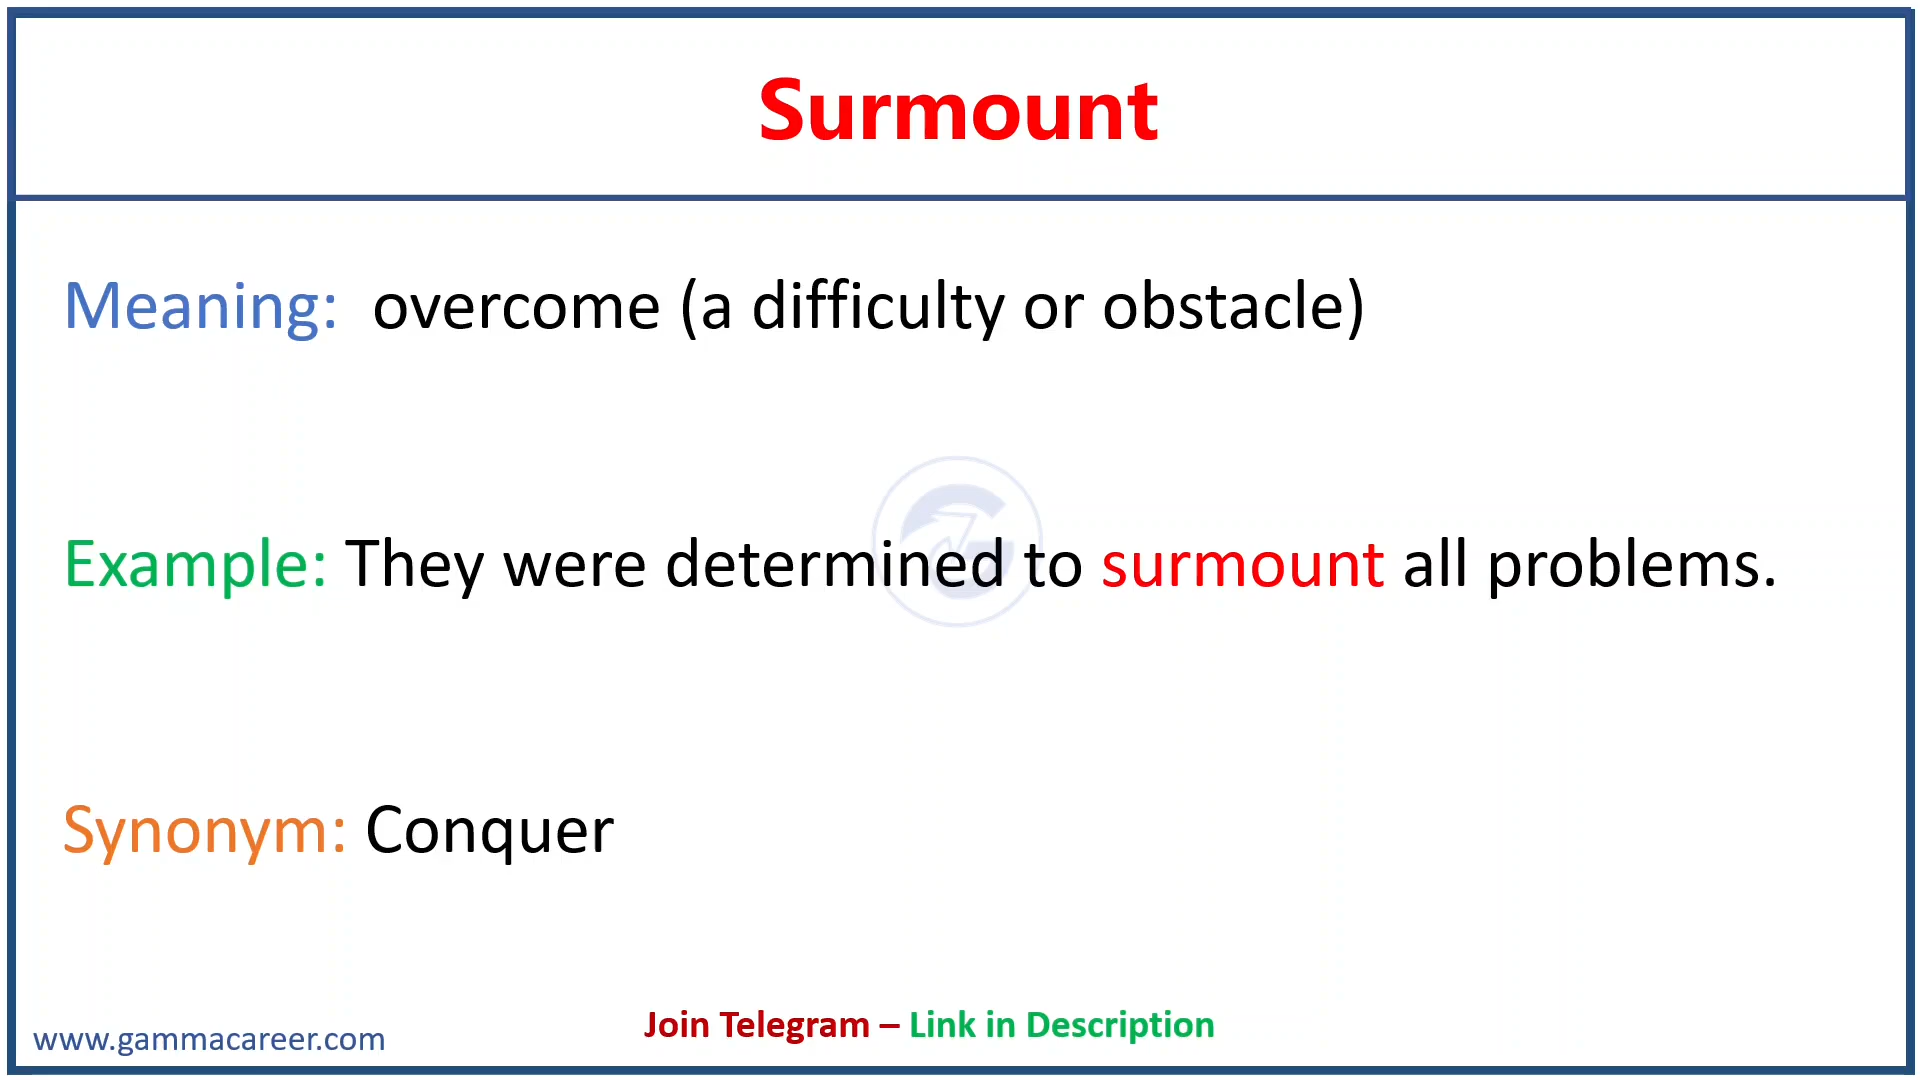 Surmount
Meaning: overcome (a difficulty or obstacle)
Example: They were determined to surmount all problems.
Synonym: Conquer
Join Telegram – Link in Description
www.gammacareer.com